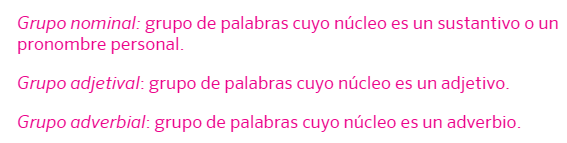 Grupo nominal: grupo de palabras cuyo núcleo es un sustantivo o un
pronombre personal.
Grupo adjetival: grupo de palabras cuyo núcleo es un adjetivo.
Grupo adverbial: grupo de palabras cuyo núcleo es un adverbio.